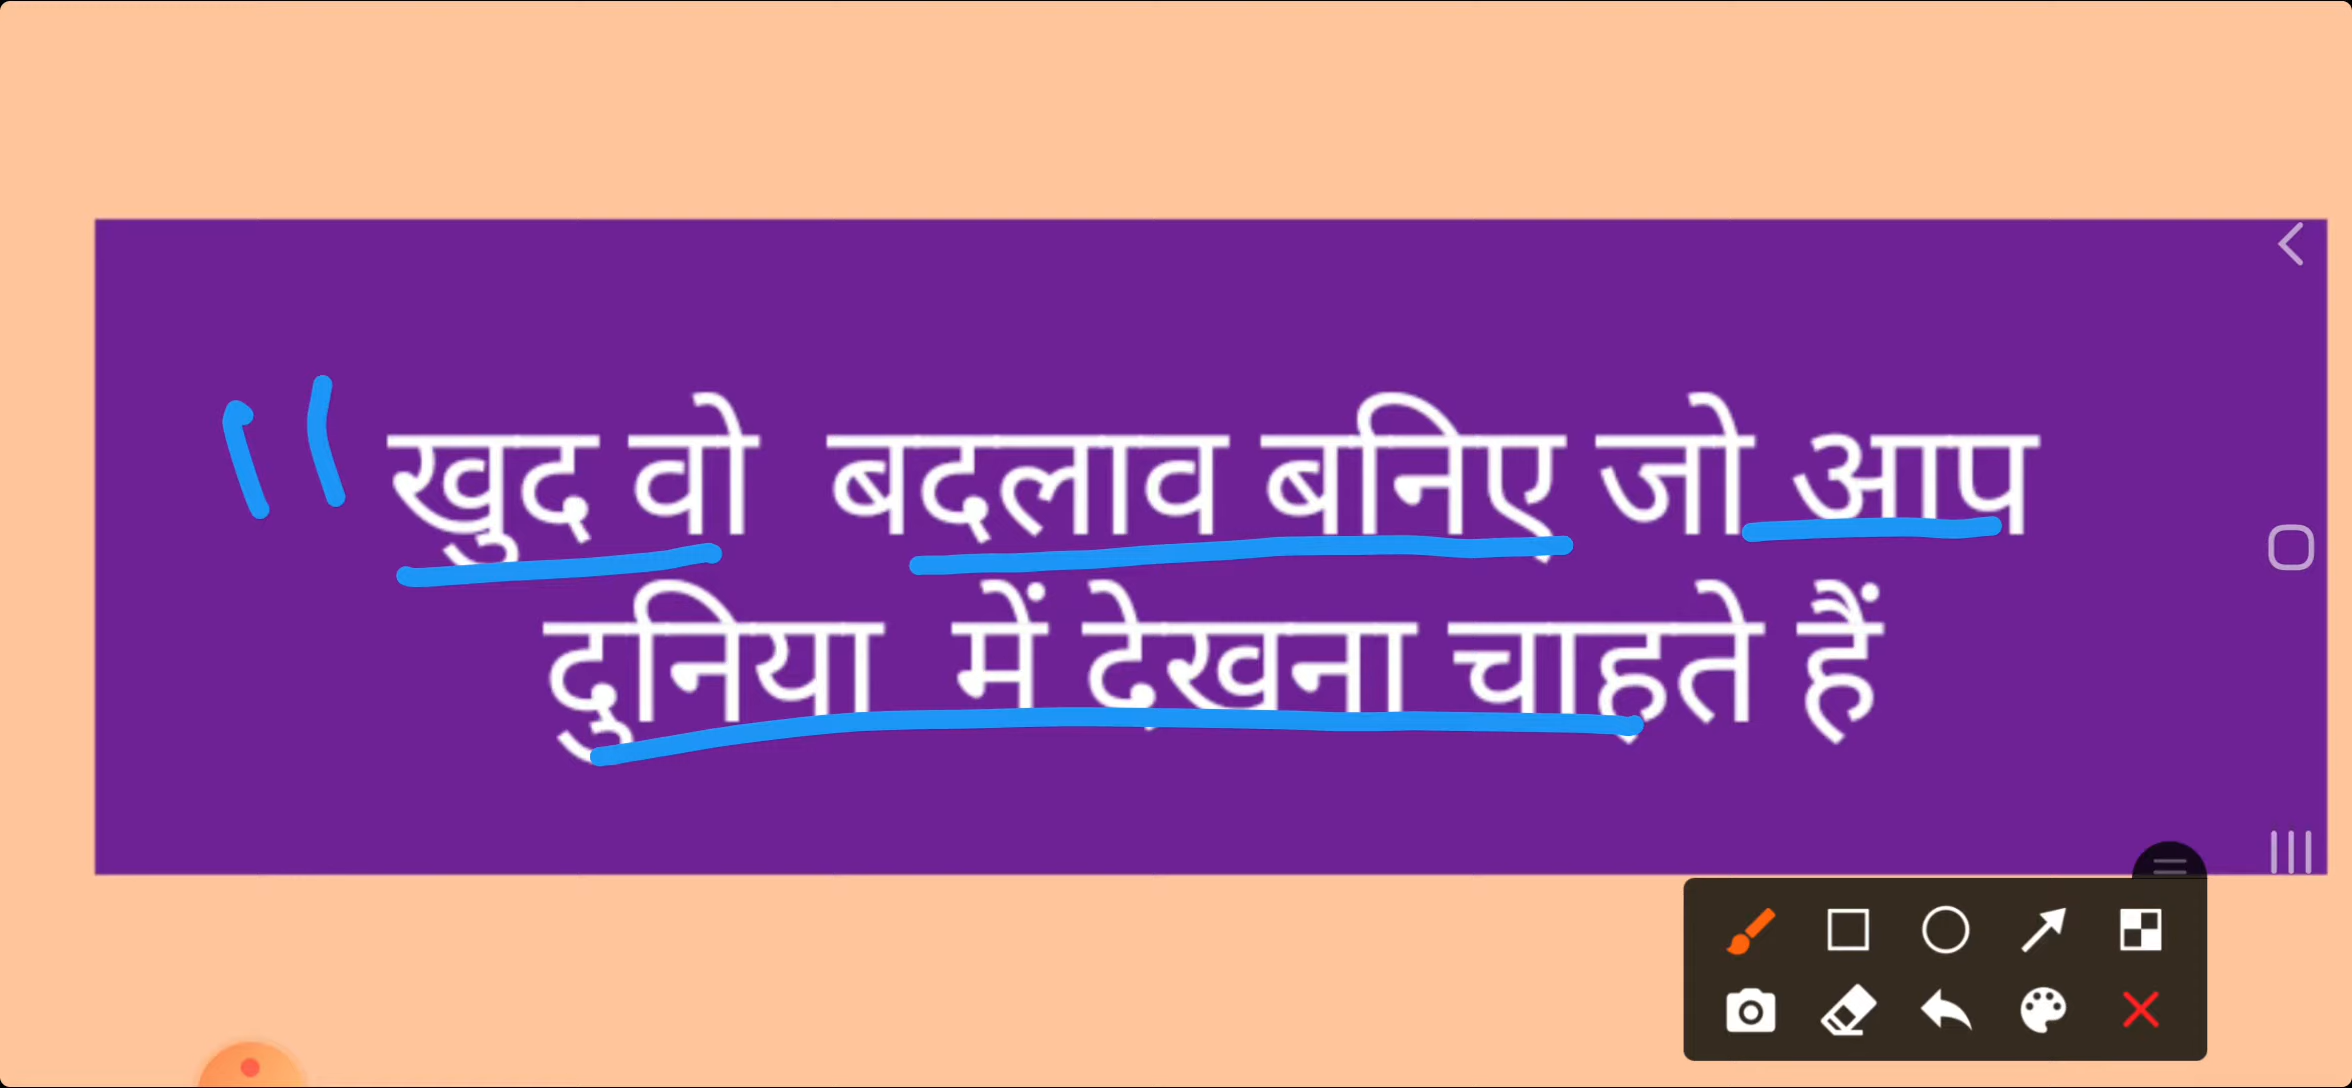 “ खुद वो बदलाव बनिए जो आप
दुनिया में देखना चाहते हैं